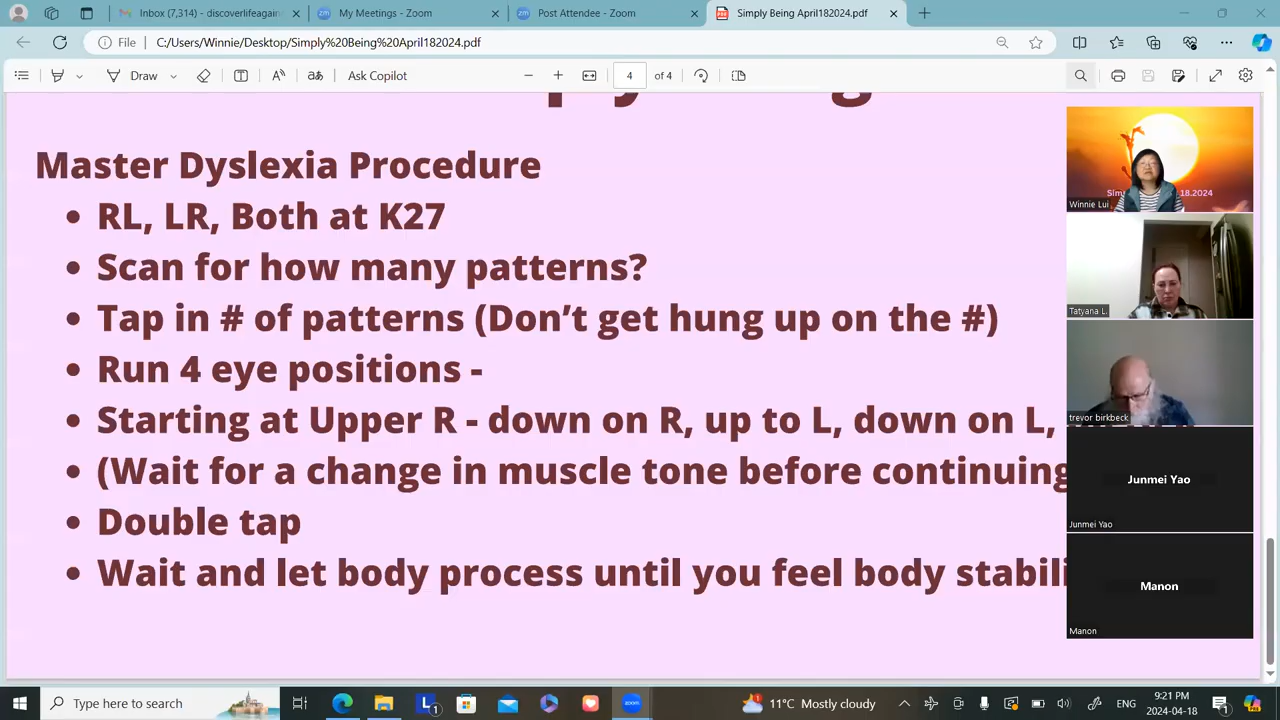 Inbox (7,314) - discoverlifeagain
My Meetings - Zoom
Post Attendee - Zoom
Simply Being April182024.pdf
File
C:/Users/Winnie/Desktop/Simply%20Being%20April182024.pdf
Draw
Ask Copilot
4 of 4
Master Dyslexia Procedure
• RL, LR, Both at K27
• Scan for how many patterns?
• Tap in # of patterns (Don’t get hung up on the #)
• Run 4 eye positions -
• Starting at Upper R - down on R, up to L, down on L,
• (Wait for a change in muscle tone before continuing
• Double tap
• Wait and let body process until you feel body stabili
Winnie Lui
Tatyana L.
trevor birkbeck
Junmei Yao
Junmei Yao
Manon
Manon
Type here to search
11°C Mostly cloudy
ENG
9:21 PM
2024-04-18